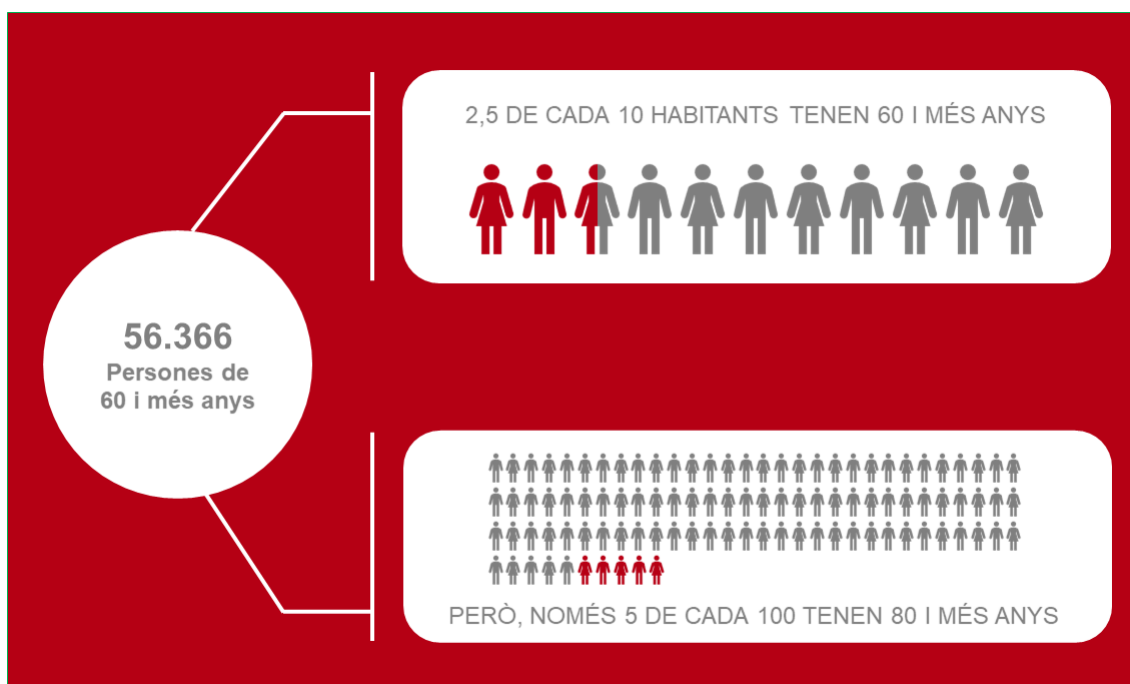 2,5 DE CADA 10 HABITANTS TENEN 60 I MÉS ANYS
56.366
Persones de
60 i més anys
PERÒ, NOMÉS 5 DE CADA 100 TENEN 80 I MÉS ANYS